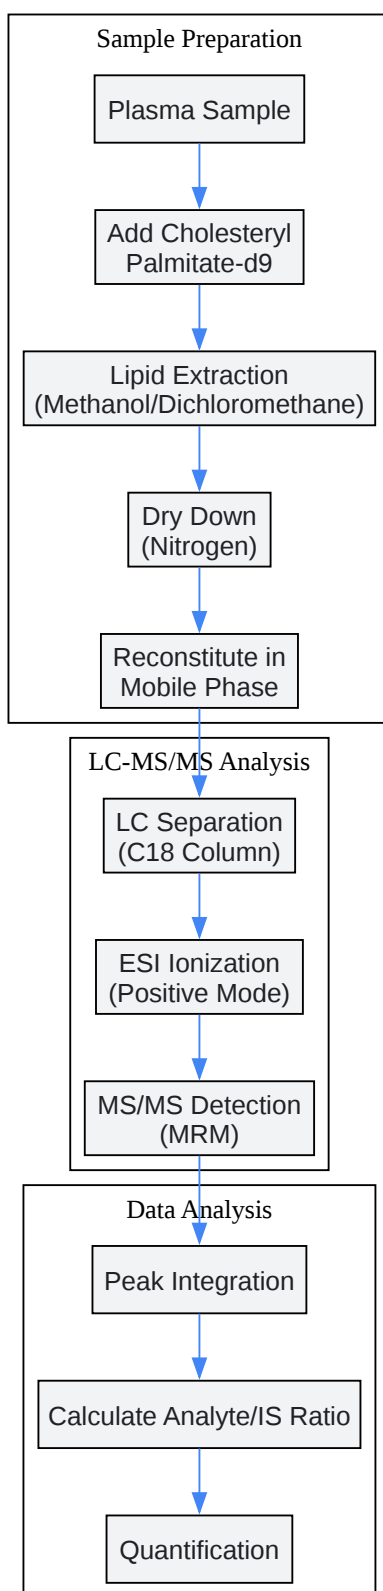 Sample Preparation
Plasma Sample
Add Cholesteryl
Palmitate-d9
Lipid Extraction
(Methanol/Dichloromethane)
Dry Down
(Nitrogen)
Reconstitute in
Mobile Phase
LC-MS/MS Analysis
LC Separation
(C18 Column)
ESI Ionization
(Positive Mode)
MS/MS Detection
(MRM)
Data Analysis
Peak Integration
Calculate Analyte/IS Ratio
Quantification